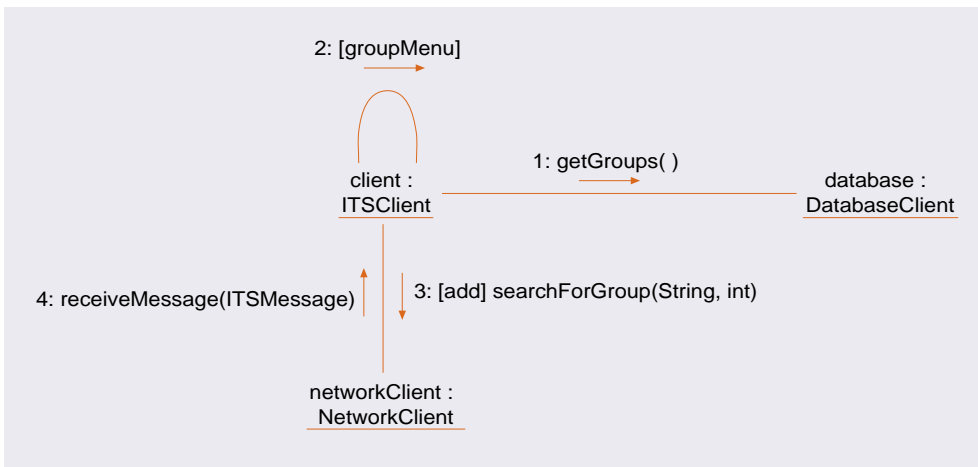 2: [groupMenu]
1: getGroups( )
client :
ITSClient
database :
DatabaseClient
4: receiveMessage(ITSMessage)
3: [add] searchForGroup(String, int)
networkClient :
NetworkClient